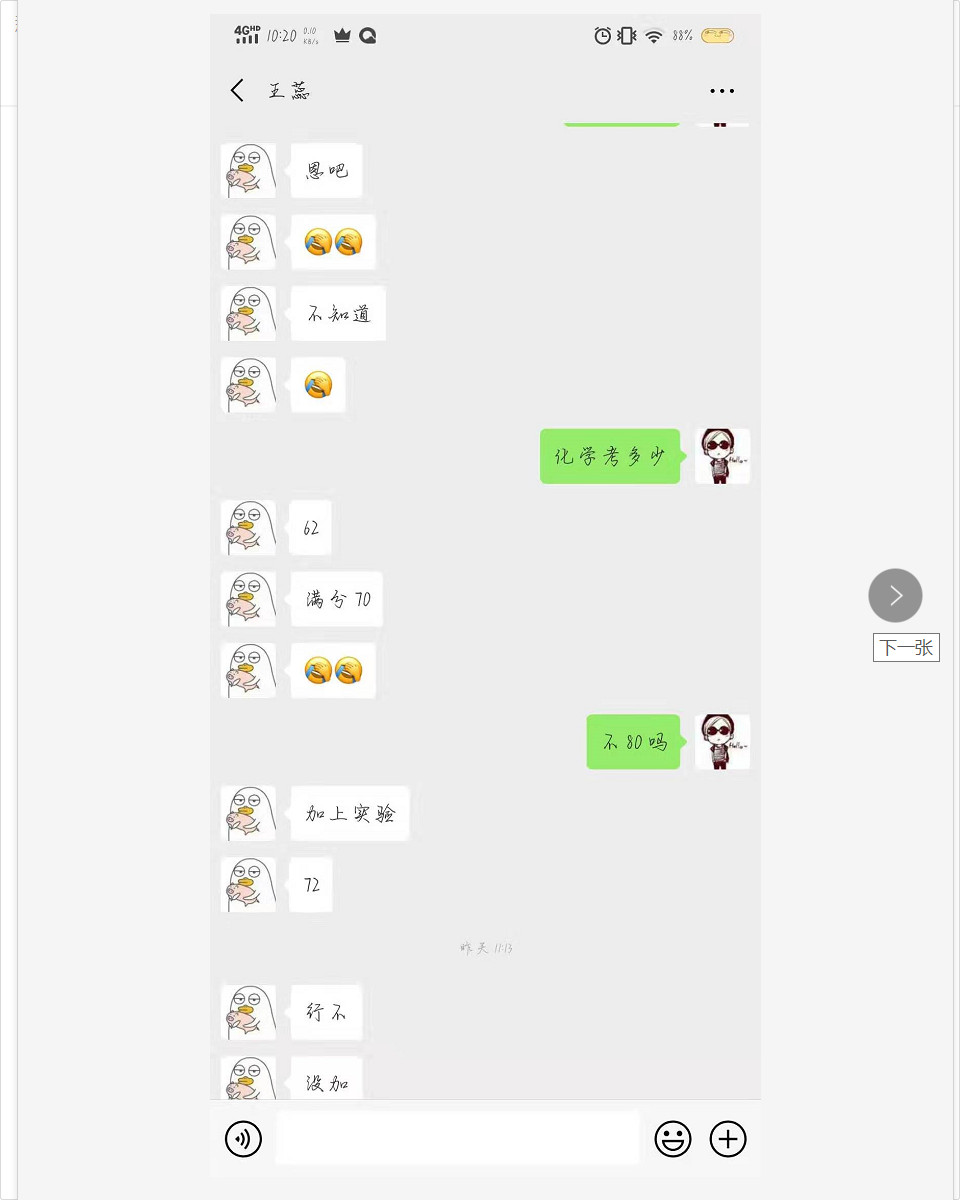 4GHD 10:20 0.10 KB/s 88%
王蕊
恩吧
不知道
化学考多少
Hello~
62
满分70
不80吗
Hello~
加上实验
72
昨天 11:13
行不
没加
下一张